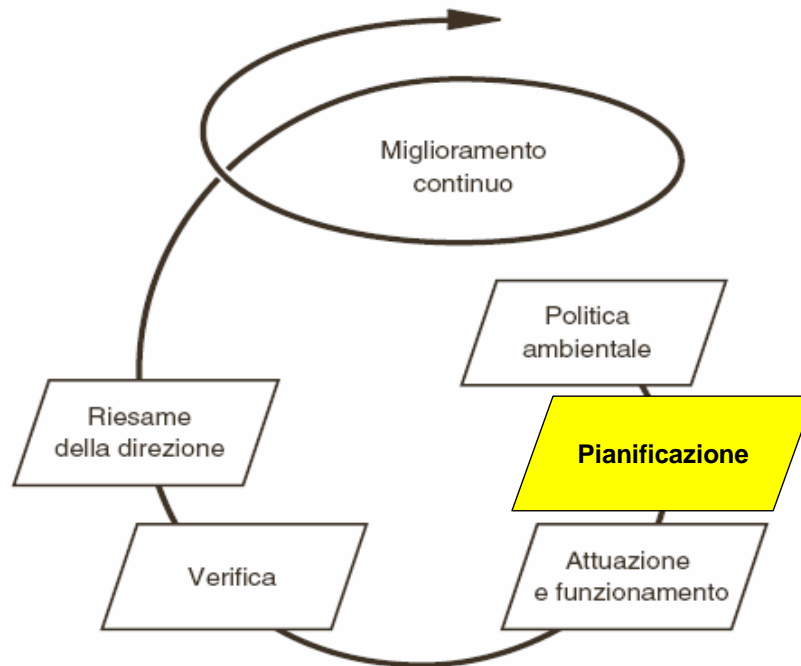 Miglioramento
continuo
Politica
ambientale
Pianificazione
Attuazione
e funzionamento
Verifica
Riesame
della direzione